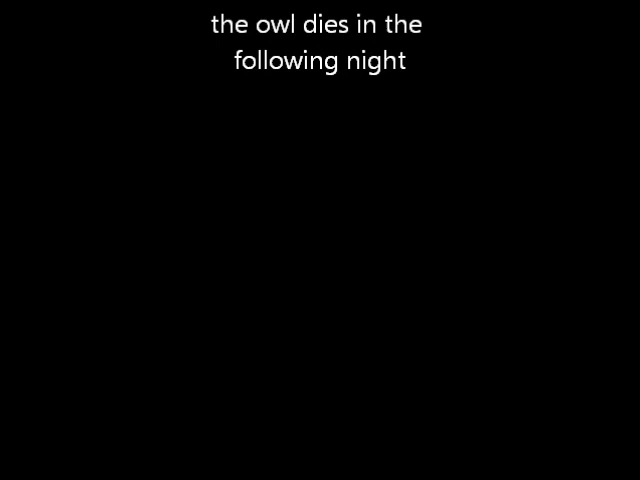 the owl dies in the
following night